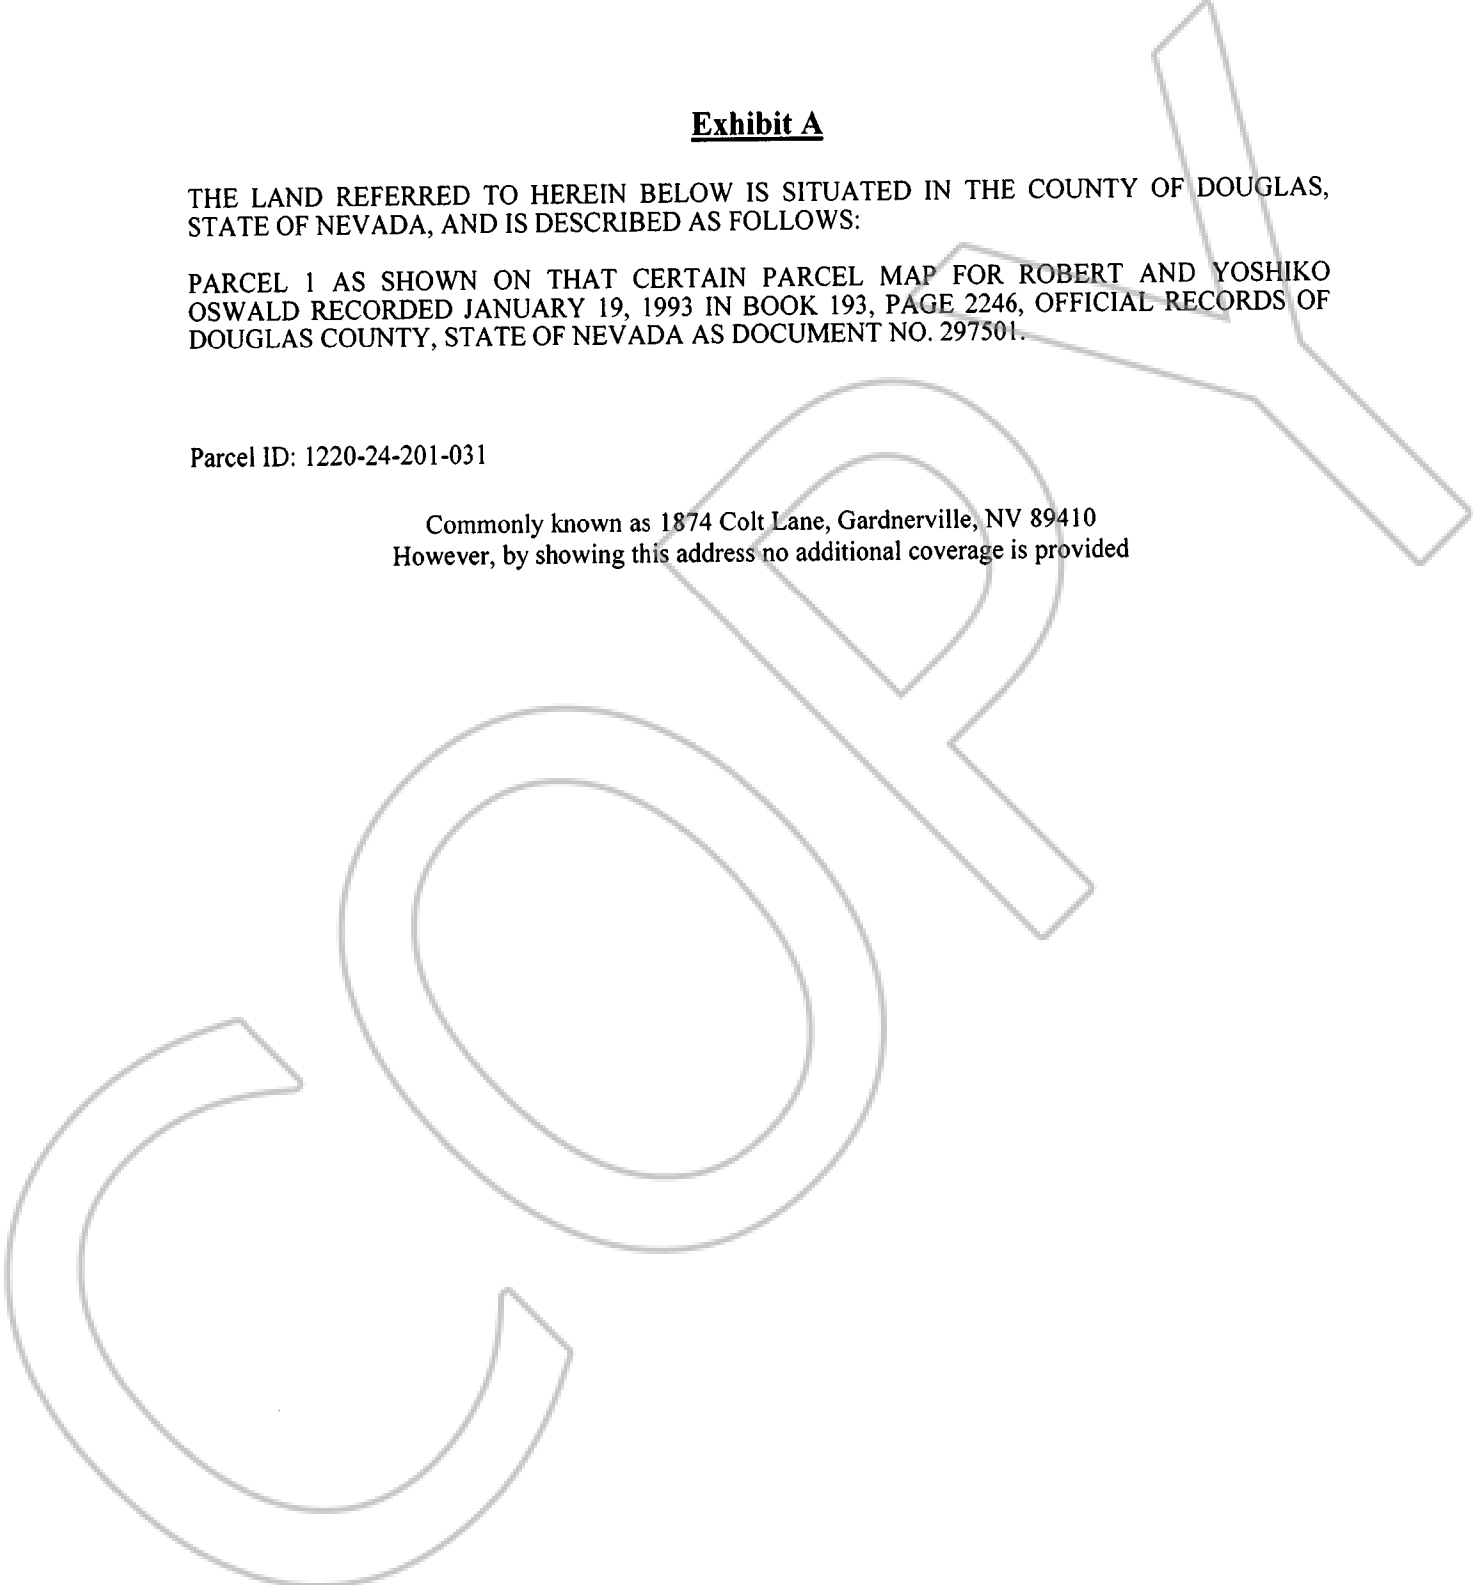 Exhibit A
THE LAND REFERRED TO HEREIN BELOW IS SITUATED IN THE COUNTY OF DOUGLAS,
STATE OF NEVADA, AND IS DESCRIBED AS FOLLOWS:
PARCEL 1 AS SHOWN ON THAT CERTAIN PARCEL MAP FOR ROBERT AND YOSHIKO
OSWALD RECORDED JANUARY 19, 1993 IN BOOK 193, PAGE 2246, OFFICIAL RECORDS OF
DOUGLAS COUNTY, STATE OF NEVADA AS DOCUMENT NO. 297501.
Parcel ID: 1220-24-201-031
Commonly known as 1874 Colt Lane, Gardnerville, NV 89410
However, by showing this address no additional coverage is provided
COPY